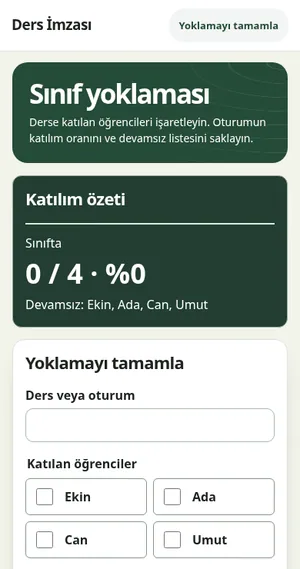 Ders İmzası
Yoklamayı tamamla
Sınıf yoklaması
Derse katılan öğrencileri işaretleyin. Oturumun
katılım oranını ve devamsız listesini saklayın.
Katılım özeti
Sınıfta
0 / 4 · %0
Devamsız: Ekin, Ada, Can, Umut
Yoklamayı tamamla
Ders veya oturum
Katılan öğrenciler
Ekin
Ada
Can
Umut